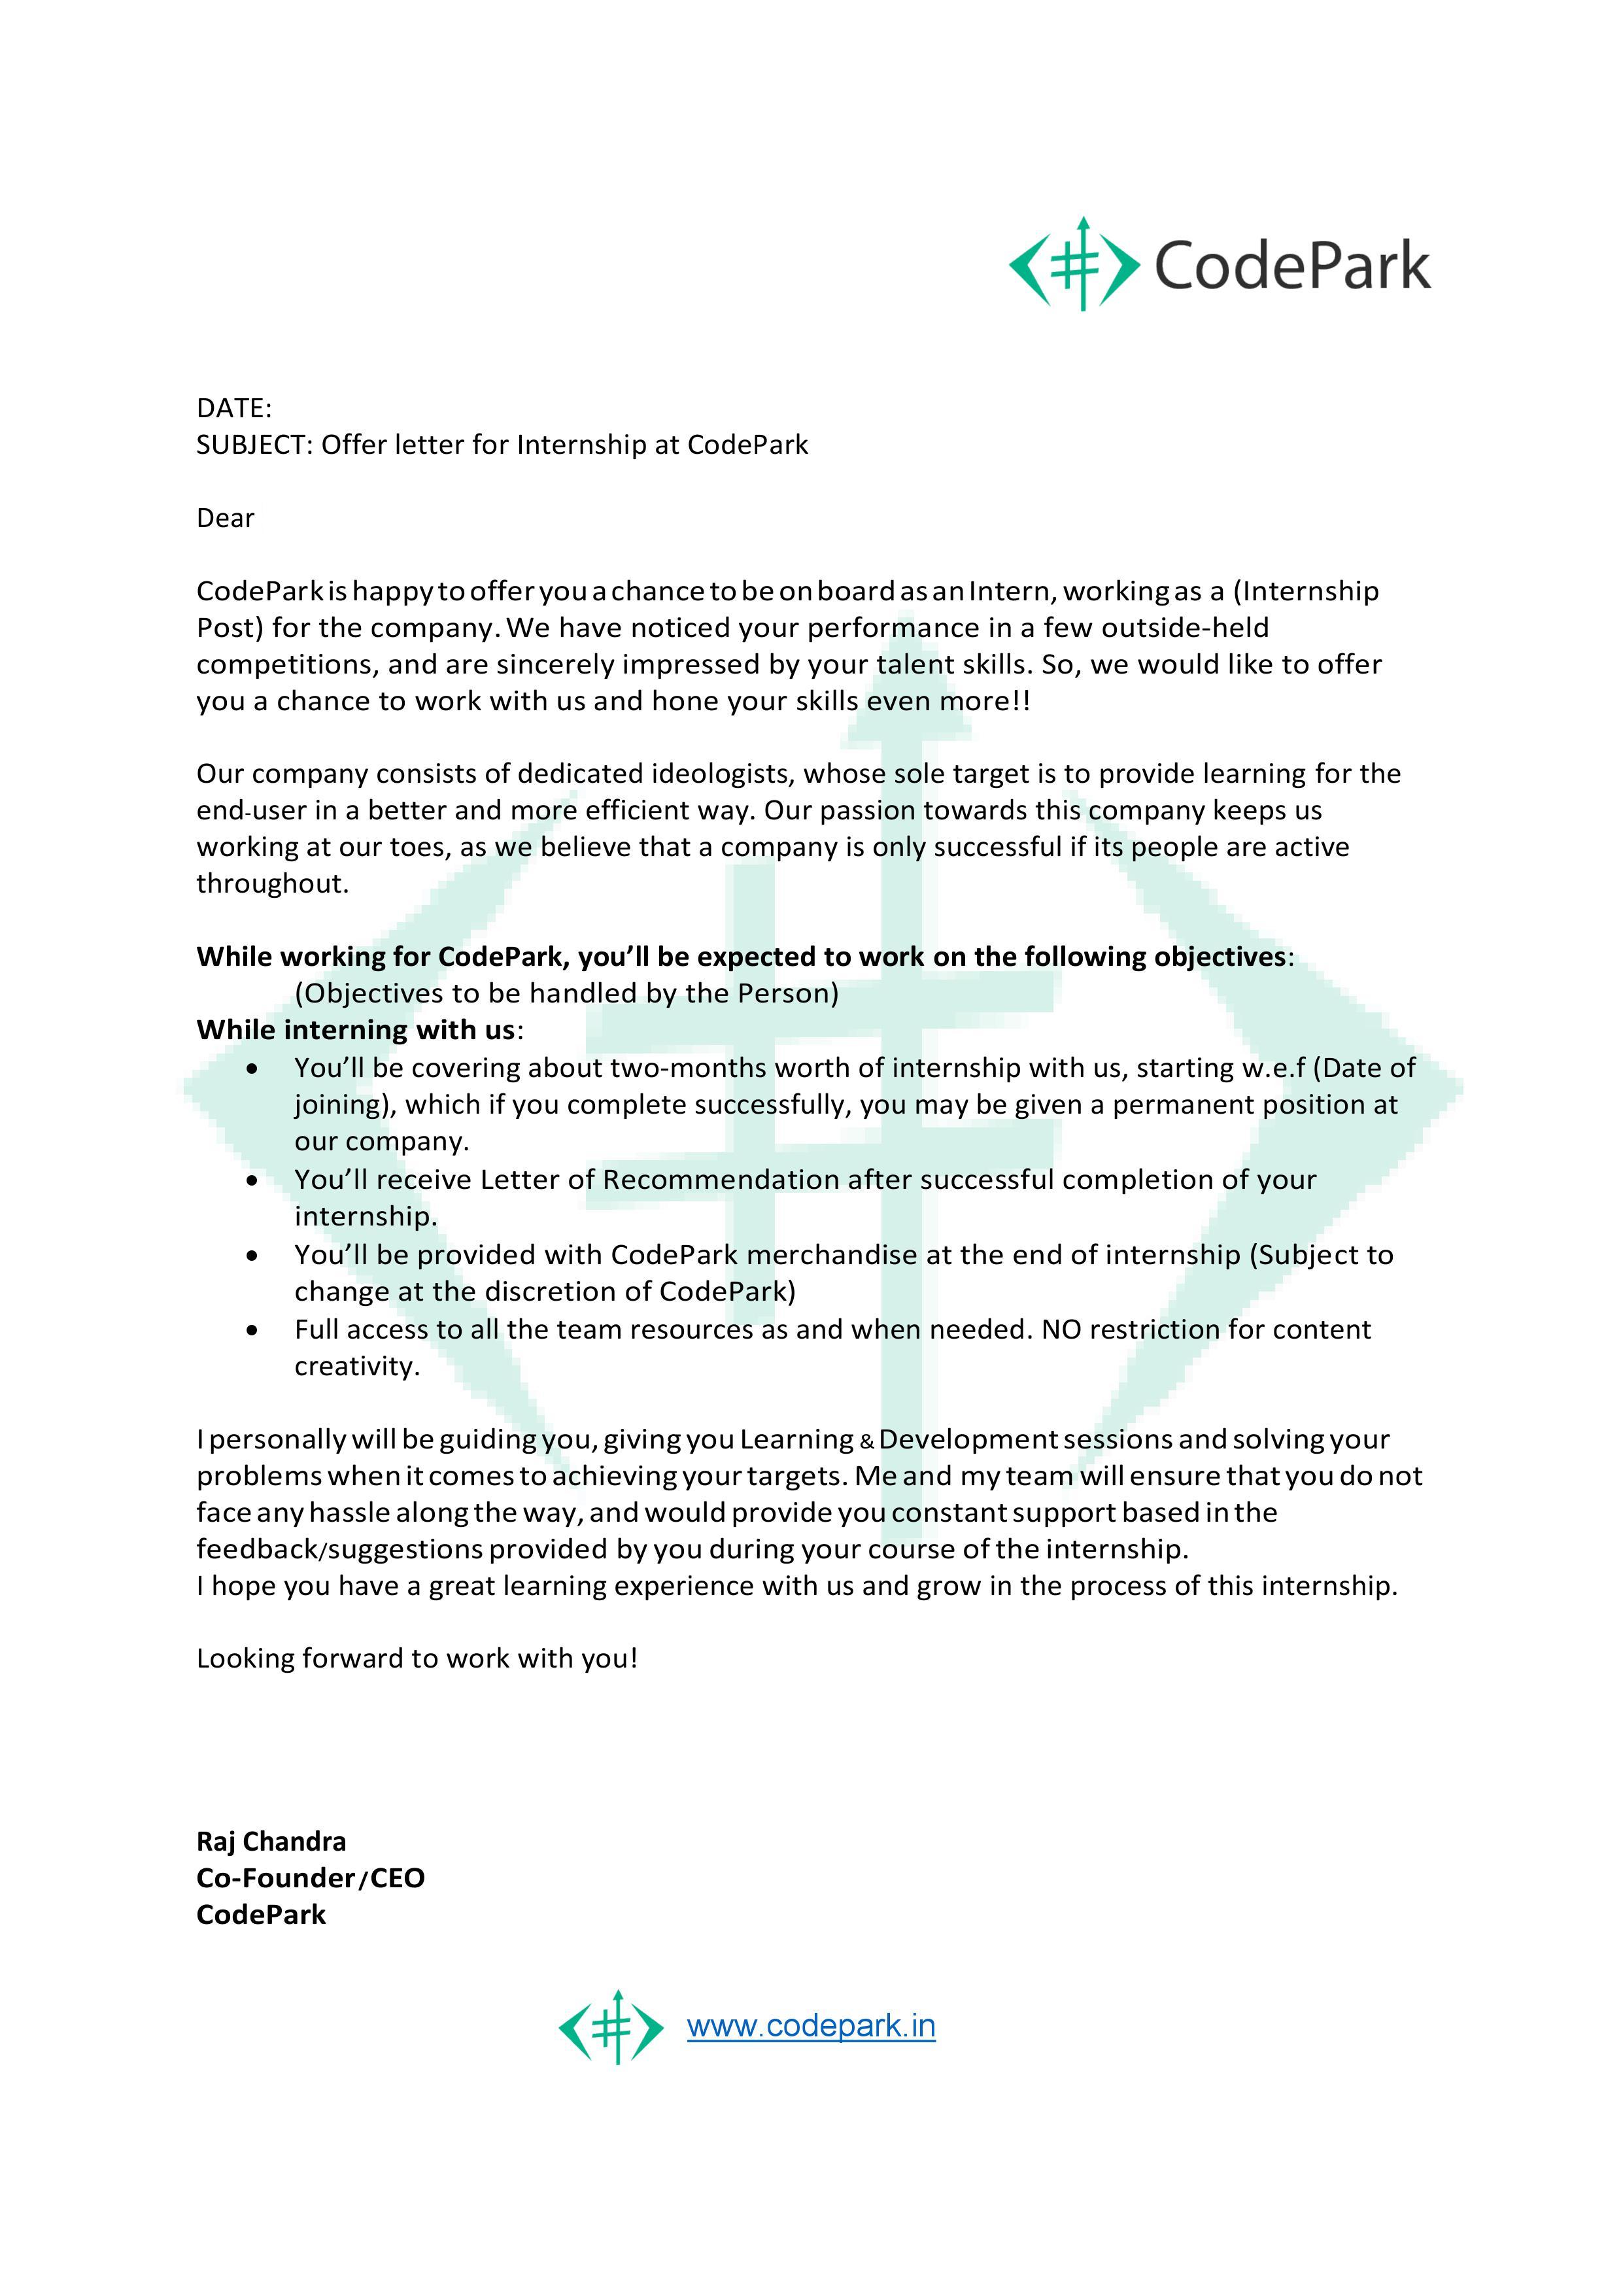 CodePark
DATE:
SUBJECT: Offer letter for Internship at CodePark
Dear
CodePark is happy to offer you a chance to be on board as an Intern, working as a (Internship
Post) for the company. We have noticed your performance in a few outside-held
competitions, and are sincerely impressed by your talent skills. So, we would like to offer
you a chance to work with us and hone your skills even more!!
Our company consists of dedicated ideologists, whose sole target is to provide learning for the
end-user in a better and more efficient way. Our passion towards this company keeps us
working at our toes, as we believe that a company is only successful if its people are active
throughout.
While working for CodePark, you’ll be expected to work on the following objectives:
(Objectives to be handled by the Person)
While interning with us:
• You’ll be covering about two-months worth of internship with us, starting w.e.f (Date of
joining), which if you complete successfully, you may be given a permanent position at
our company.
• You’ll receive Letter of Recommendation after successful completion of your
internship.
• You’ll be provided with CodePark merchandise at the end of internship (Subject to
change at the discretion of CodePark)
• Full access to all the team resources as and when needed. NO restriction for content
creativity.
I personally will be guiding you, giving you Learning & Development sessions and solving your
problems when it comes to achieving your targets. Me and my team will ensure that you do not
face any hassle along the way, and would provide you constant support based in the
feedback/suggestions provided by you during your course of the internship.
I hope you have a great learning experience with us and grow in the process of this internship.
Looking forward to work with you!
Raj Chandra
Co-Founder/CEO
CodePark
www.codepark.in